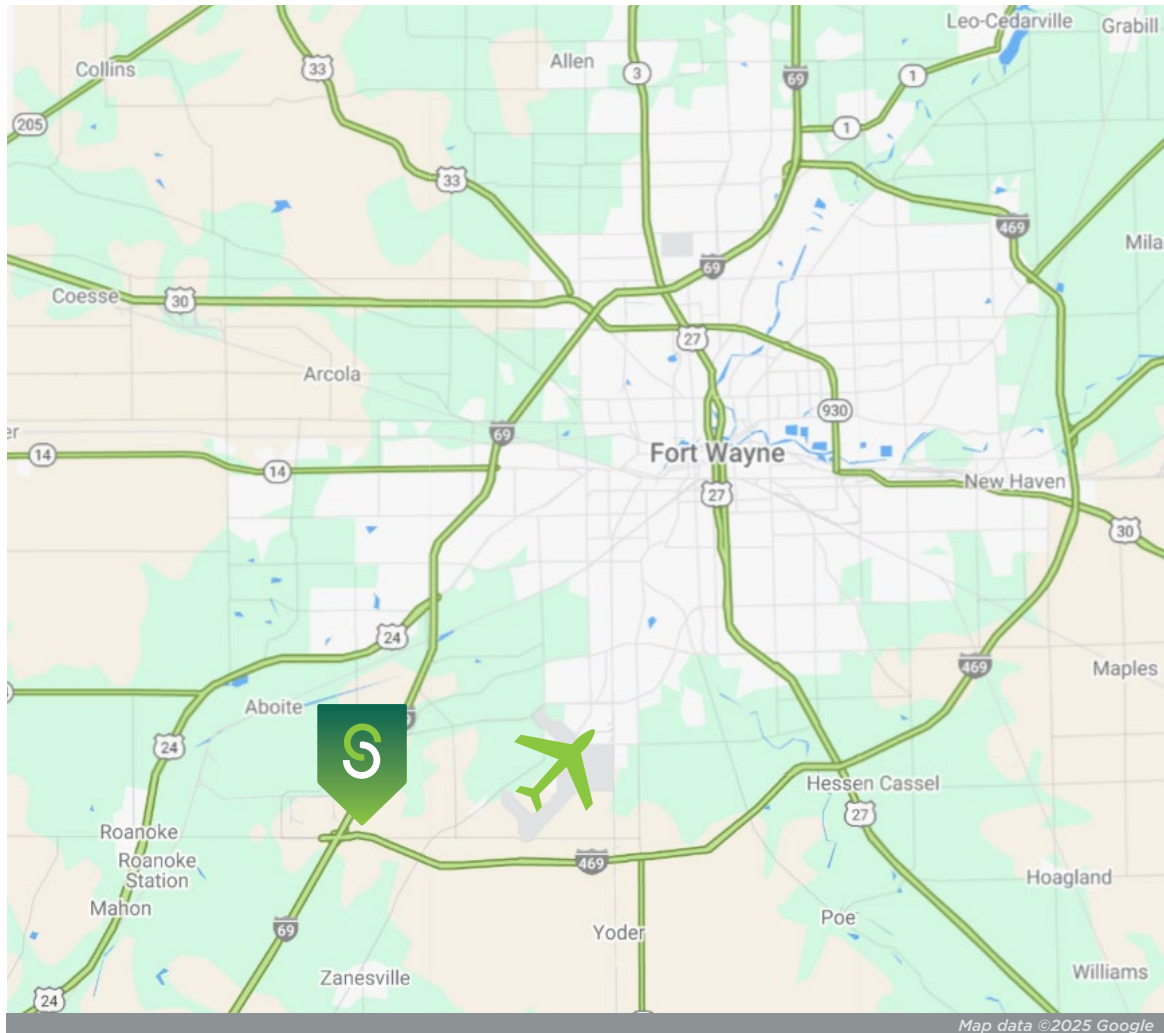 Leo-Cedarville
Grabill
Collins
33
Allen
3
69
1
205
1
33
469
Mila
69
Coesse
30
27
Arcola
930
69
er
14
14
Fort Wayne
New Haven
27
30
24
469
Maples
Aboite
24
Hessen Cassel
27
Roanoke
Roanoke
Station
469
Hoagland
Mahon
Poe
69
Yoder
Zanesville
Williams
24
Map data ©2025 Google